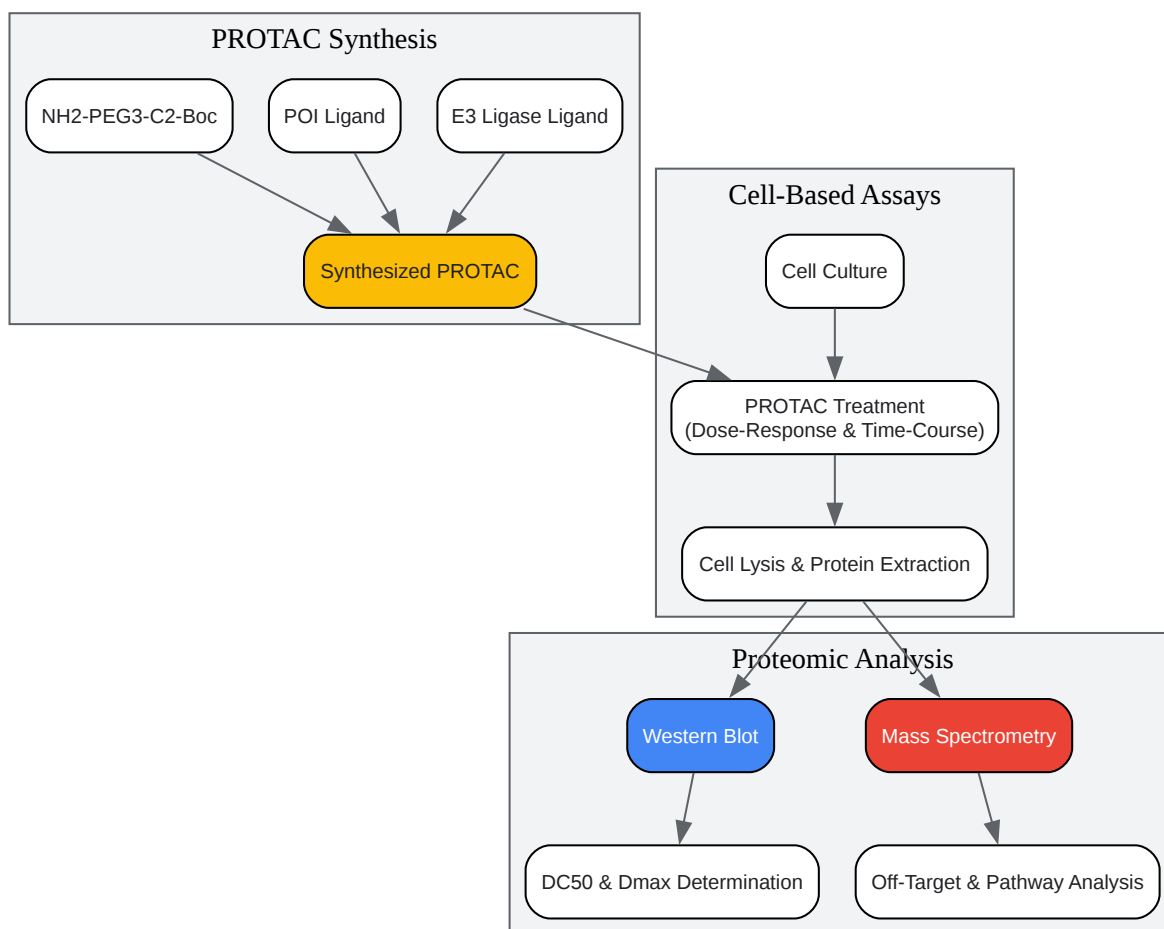 PROTAC Synthesis
NH2-PEG3-C2-Boc
POI Ligand
E3 Ligase Ligand
Synthesized PROTAC
Cell-Based Assays
Cell Culture
PROTAC Treatment
(Dose-Response & Time-Course)
Cell Lysis & Protein Extraction
Proteomic Analysis
Western Blot
Mass Spectrometry
DC50 & Dmax Determination
Off-Target & Pathway Analysis